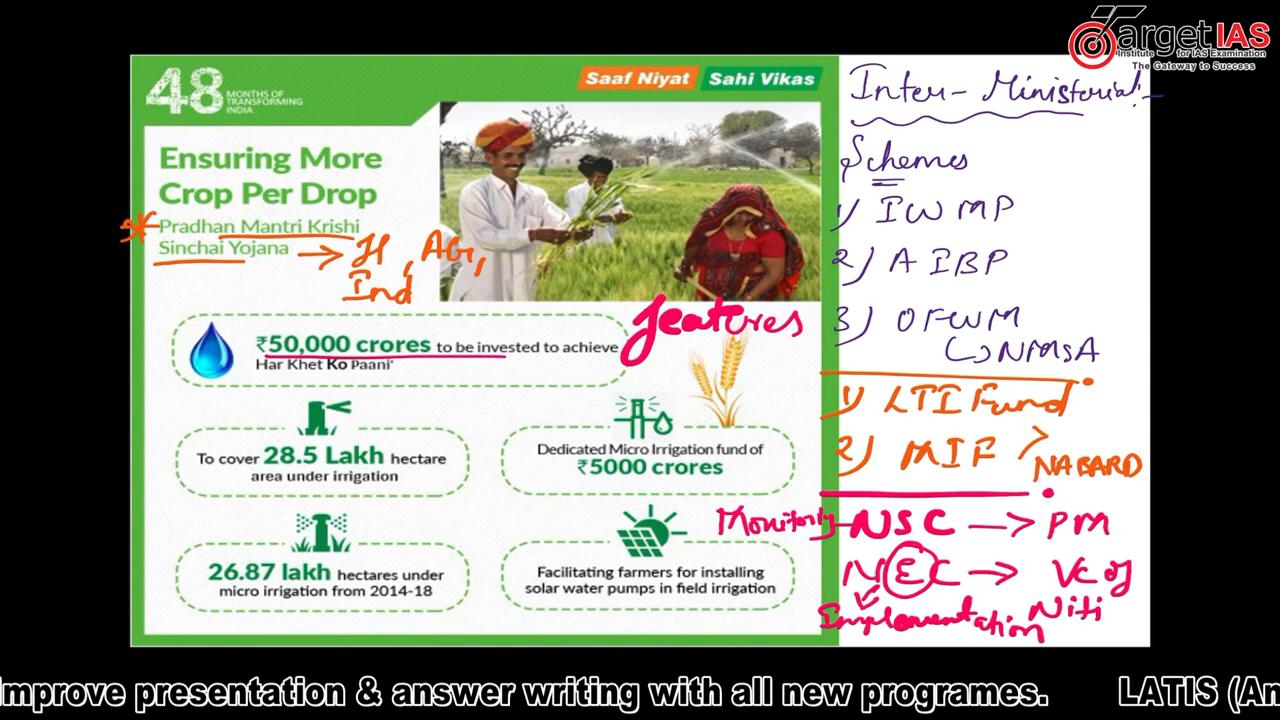 TargetIAS
Institute for IAS Examination
The Gateway to Success
48 MONTHS OF
TRANSFORMING
INDIA
Saaf Niyat Sahi Vikas
Ensuring More
Crop Per Drop
Pradhan Mantri Krishi
Sinchai Yojana → H, AGr,
Ind
features
₹50,000 crores to be invested to achieve
'Har Khet Ko Paani'
To cover 28.5 Lakh hectare
area under irrigation
Dedicated Micro Irrigation fund of
₹5000 crores
26.87 lakh hectares under
micro irrigation from 2014-18
Facilitating farmers for installing
solar water pumps in field irrigation
Inter-Ministerial:-
Schemes
1) IWMP
2) AIBP
3) OFWM
↳ NMSA
1) LTI Fund
2) MIF > NABARD
Monitoring - NSC → PM
NEC → VC of
Niti
Implementation
Improve presentation & answer writing with all new programes. LATIS (An